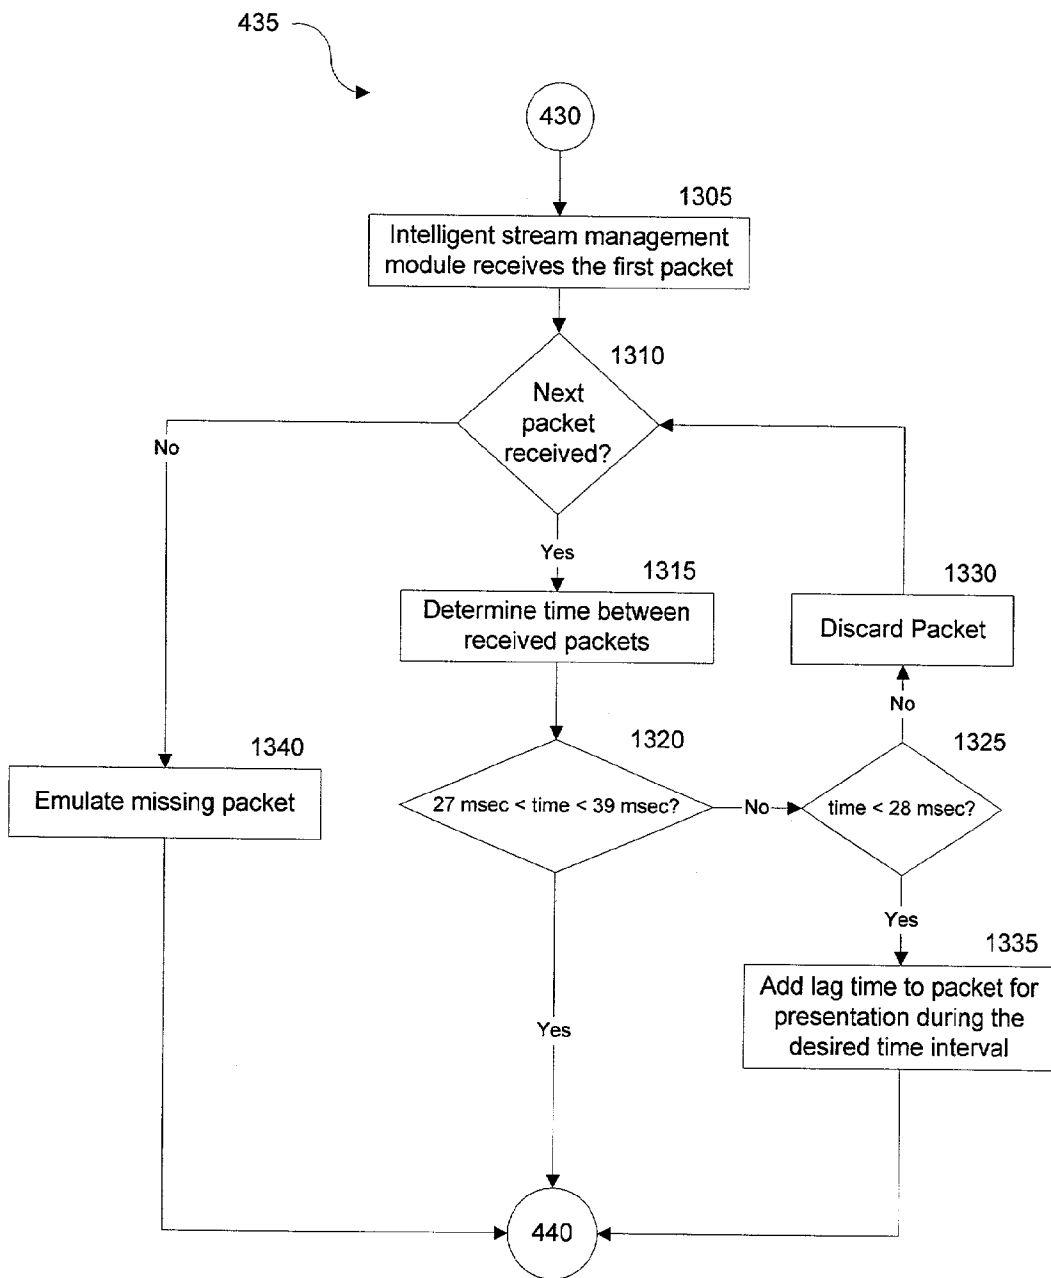 435
430
1305
Intelligent stream management
module receives the first packet
1310
Next
packet
received?
No
Yes
1315
Determine time between
received packets
1330
Discard Packet
No
1320
27 msec < time < 39 msec?
No
1325
time < 28 msec?
1340
Emulate missing packet
Yes
1335
Add lag time to packet for
presentation during the
desired time interval
Yes
440